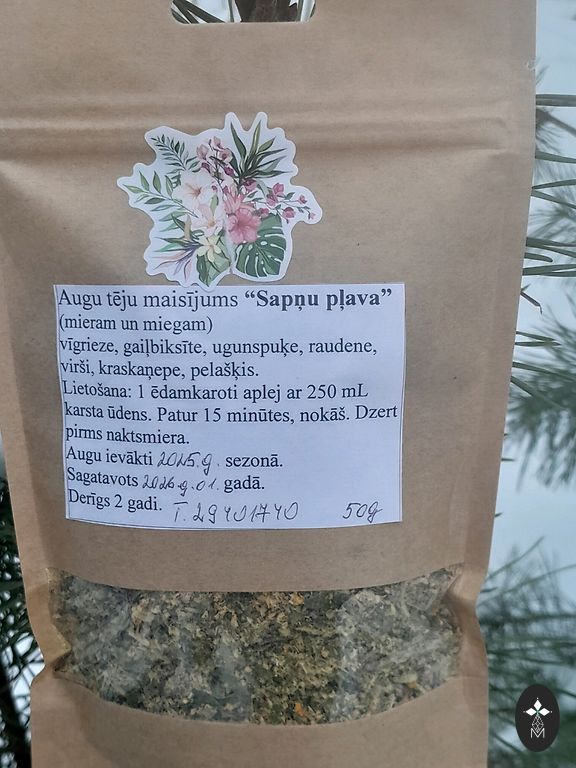 Augu tēju maisījums “Sapņu pļava”
(mieram un miegam)
vīgrieze, gaiļbiksīte, ugunspuķe, raudene,
virši, kraskaņepe, pelašķis.
Lietošana: 1 ēdamkaroti aplej ar 250 mL
karsta ūdens. Patur 15 minūtes, nokāš. Dzert
pirms naktsmiera.
Augu ievākti 2025.g. sezonā.
Sagatavots 2026.g.01. gadā.
Derīgs 2 gadi. T. 29401740 50g
M